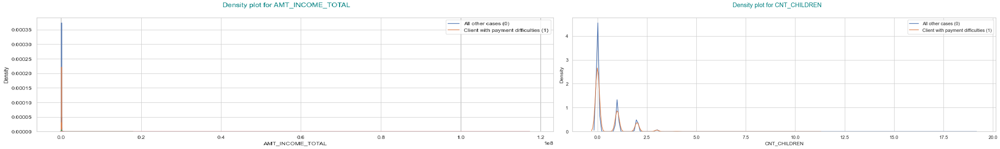 Density plot for AMT_INCOME_TOTAL
All other cases (0)
Client with payment difficulties (1)
0.00035
0.00030
0.00025
0.00020
0.00015
0.00010
0.00005
0.00000
Density
0.0 0.2 0.4 0.6 0.8 1.0 1.2
1e8
AMT_INCOME_TOTAL
Density plot for CNT_CHILDREN
All other cases (0)
Client with payment difficulties (1)
4
3
2
1
0
Density
0.0 2.5 5.0 7.5 10.0 12.5 15.0 17.5 20.0
CNT_CHILDREN